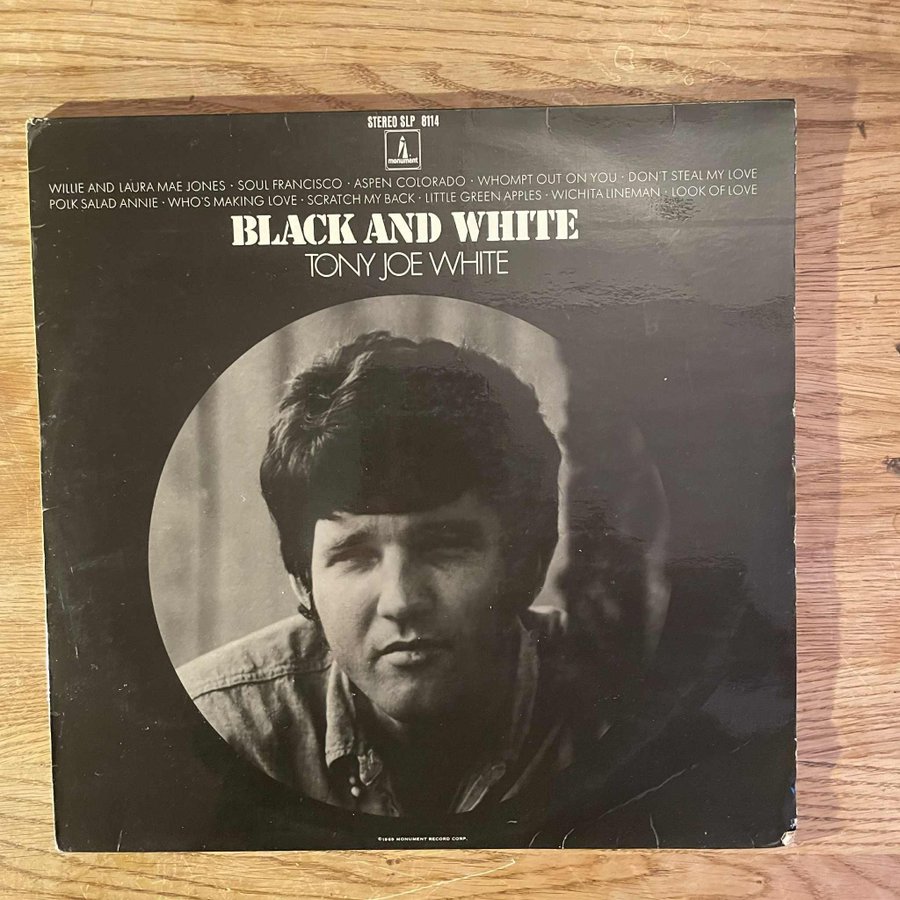 STEREO SLP 8114
monument
WILLIE AND LAURA MAE JONES · SOUL FRANCISCO · ASPEN COLORADO · WHOMPT OUT ON YOU · DON'T STEAL MY LOVE
POLK SALAD ANNIE · WHO'S MAKING LOVE · SCRATCH MY BACK · LITTLE GREEN APPLES · WICHITA LINEMAN · LOOK OF LOVE
BLACK AND WHITE
TONY JOE WHITE
©1969 MONUMENT RECORD CORP.